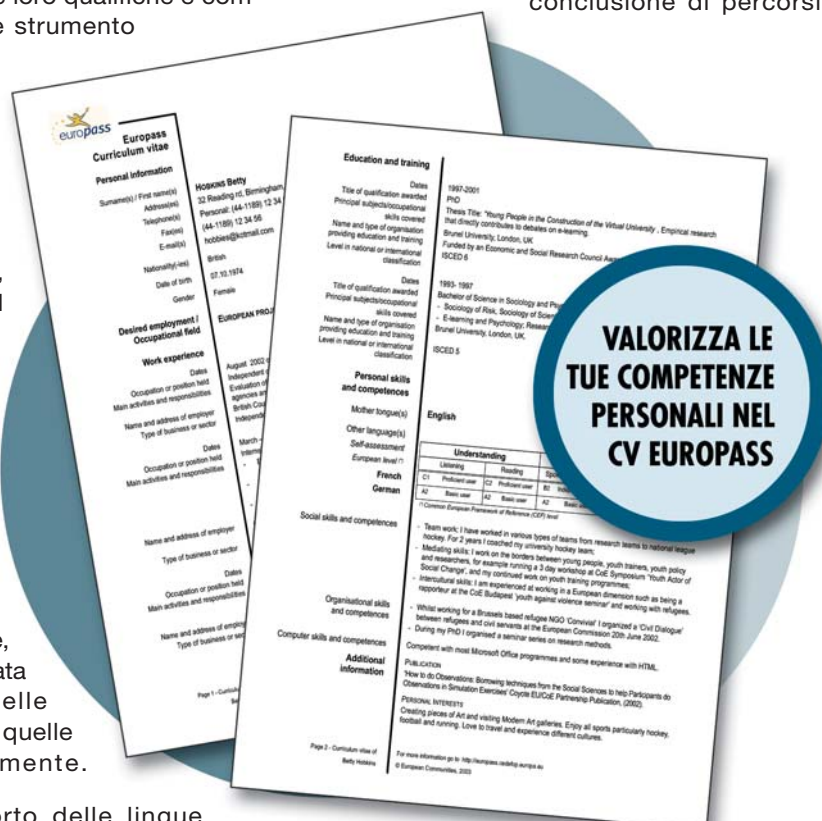 conclusione di percorsi
e strumento
elle
quelle
mente.
delle lingue
europass
Europass
Curriculum vitae
Personal information
Surname(s) / First name(s)
Address(es)
Telephone(s)
Fax(es)
E-mail(s)
Nationality(-ies)
Date of birth
Gender
Desired employment /
Occupational field
Work experience
Dates
Occupation or position held
Main activities and responsibilities
Name and address of employer
Type of business or sector
Dates
Occupation or position held
Main activities and responsibilities
Name and address of employer
Type of business or sector
Dates
Occupation or position held
Main activities and responsibilities
Name and address of employ
Type of business or sec
HOSKINS Betty
32 Reading rd, Birmingham
Personal: (44-1189) 12 34
(44-1189) 12 34 56
hobbies@kotmail.com
British
07.10.1974
Female
EUROPEAN PROJ
August 2002
Independent
Evaluation of
agencies an
British Cou
Independe
March -
Interne
Page 1 - Curricul
Education and training
Dates
Title of qualification awarded
Principal subjects/occupational
skills covered
Name and type of organisation
providing education and training
Level in national or international
classification
Dates
Title of qualification awarded
Principal subjects/occupational
skills covered
Name and type of organisation
providing education and training
Level in national or international
classification
Personal skills
and competences
Mother tongue(s)
Other language(s)
Self-assessment
European level (*)
French
German
Social skills and competences
Organisational skills
and competences
Computer skills and competences
Additional
information
1997-2001
PhD
Thesis Title: 'Young People in the Construction of the Virtual University', Empirical research
that directly contributes to debates on e-learning.
Brunel University, London, UK
Funded by an Economic and Social Research Council Awa
ISCED 6
1993- 1997
Bachelor of Science in Sociology and Psy
- Sociology of Risk, Sociology of Scien
- E-learning and Psychology; Resear
Brunel University, London, UK.
ISCED 5
English
Understanding
Listening Reading Spo
C1 Proficient user C2 Proficient user B2 Inde
A2 Basic user A2 Basic user A2 Basic u
(*) Common European Framework of Reference (CEF) level
- Team work: I have worked in various types of teams from research teams to national league
hockey. For 2 years I coached my university hockey team;
- Mediating skills: I work on the borders between young people, youth trainers, youth policy
and researchers, for example running a 3 day workshop at CoE Symposium 'Youth Actor of
Social Change', and my continued work on youth training programmes;
- Intercultural skills: I am experienced at working in a European dimension such as being a
rapporteur at the CoE Budapest 'youth against violence seminar' and working with refugees.
- Whilst working for a Brussels based refugee NGO 'Convivial' I organized a 'Civil Dialogue'
between refugees and civil servants at the European Commission 20th June 2002.
- During my PhD I organised a seminar series on research methods.
Competent with most Microsoft Office programmes and some experience with HTML.
PUBLICATION
'How to do Observations: Borrowing techniques from the Social Sciences to help Participants do
Observations in Simulation Exercises' Coyote EU/CoE Partnership Publication, (2002).
PERSONAL INTERESTS
Creating pieces of Art and visiting Modern Art galleries. Enjoy all sports particularly hockey,
football and running. Love to travel and experience different cultures.
Page 2 - Curriculum vitae of
Betty Hobkins
For more information go to http://europass.cedefop.europa.eu
© European Communities, 2003
VALORIZZA LE
TUE COMPETENZE
PERSONALI NEL
CV EUROPASS